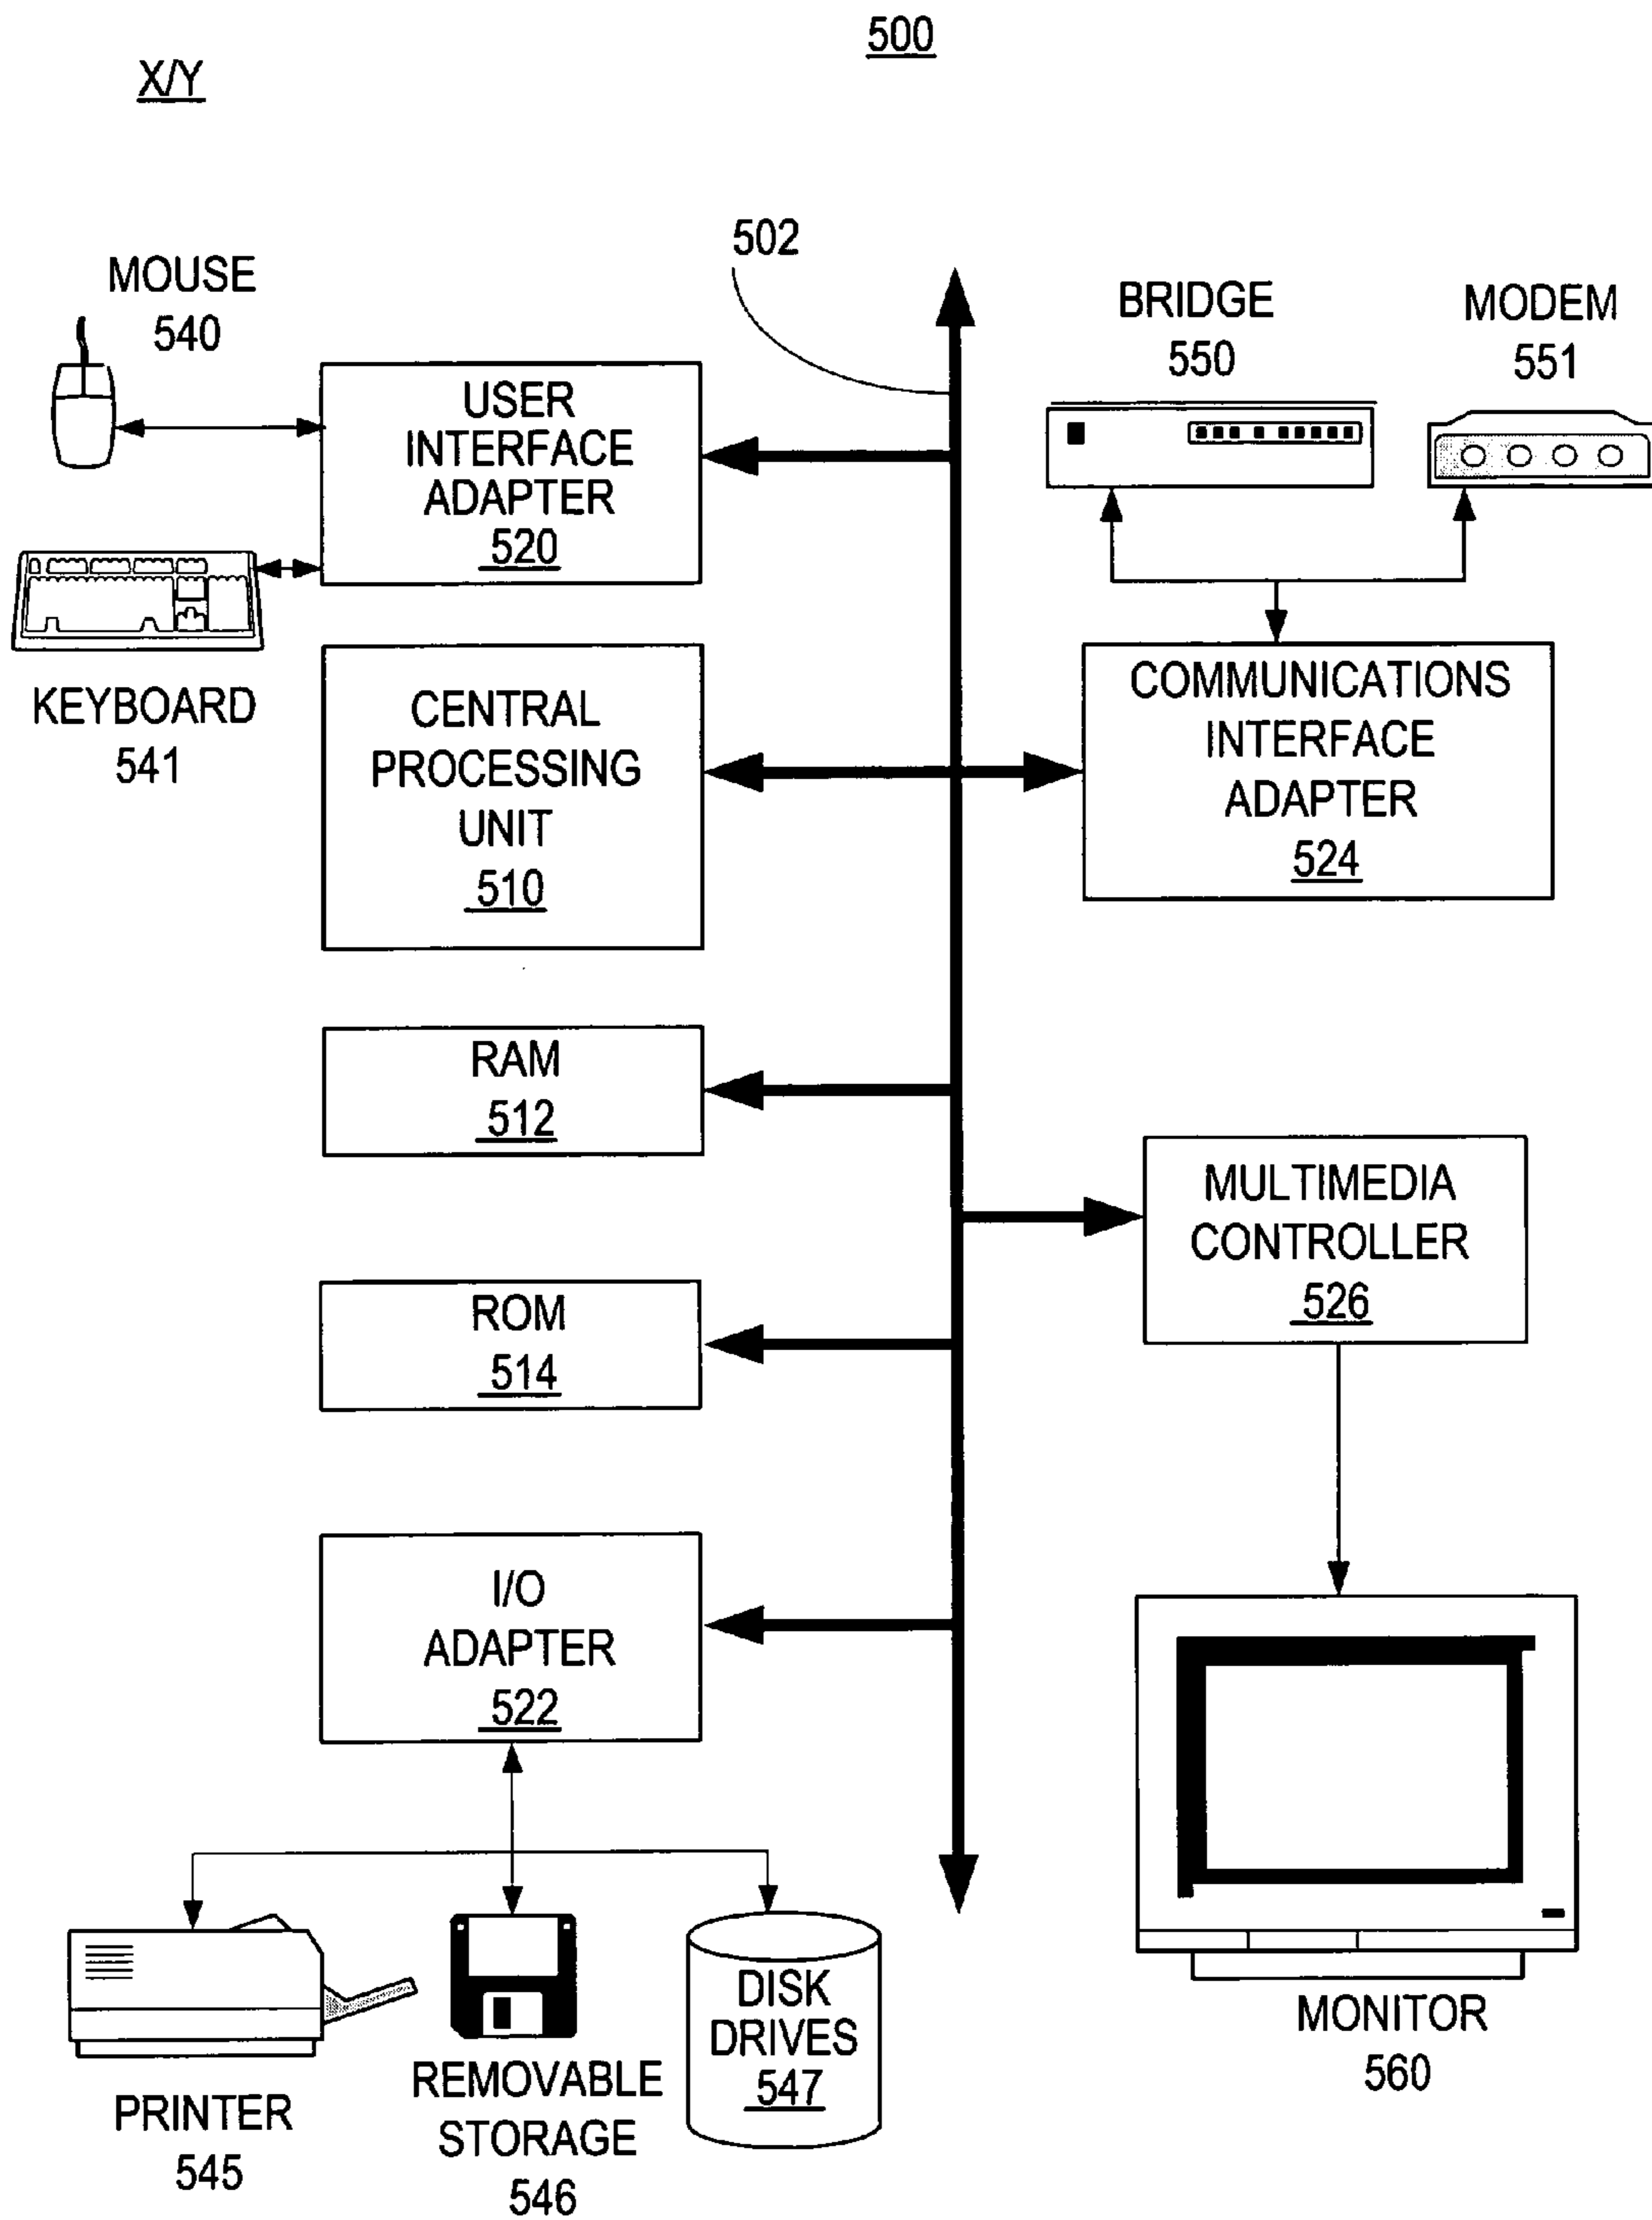 500
X/Y
502
MOUSE
540
BRIDGE
550
MODEM
551
USER
INTERFACE
ADAPTER
520
KEYBOARD
541
CENTRAL
PROCESSING
UNIT
510
COMMUNICATIONS
INTERFACE
ADAPTER
524
RAM
512
MULTIMEDIA
CONTROLLER
526
ROM
514
I/O
ADAPTER
522
PRINTER
545
REMOVABLE
STORAGE
546
DISK
DRIVES
547
MONITOR
560